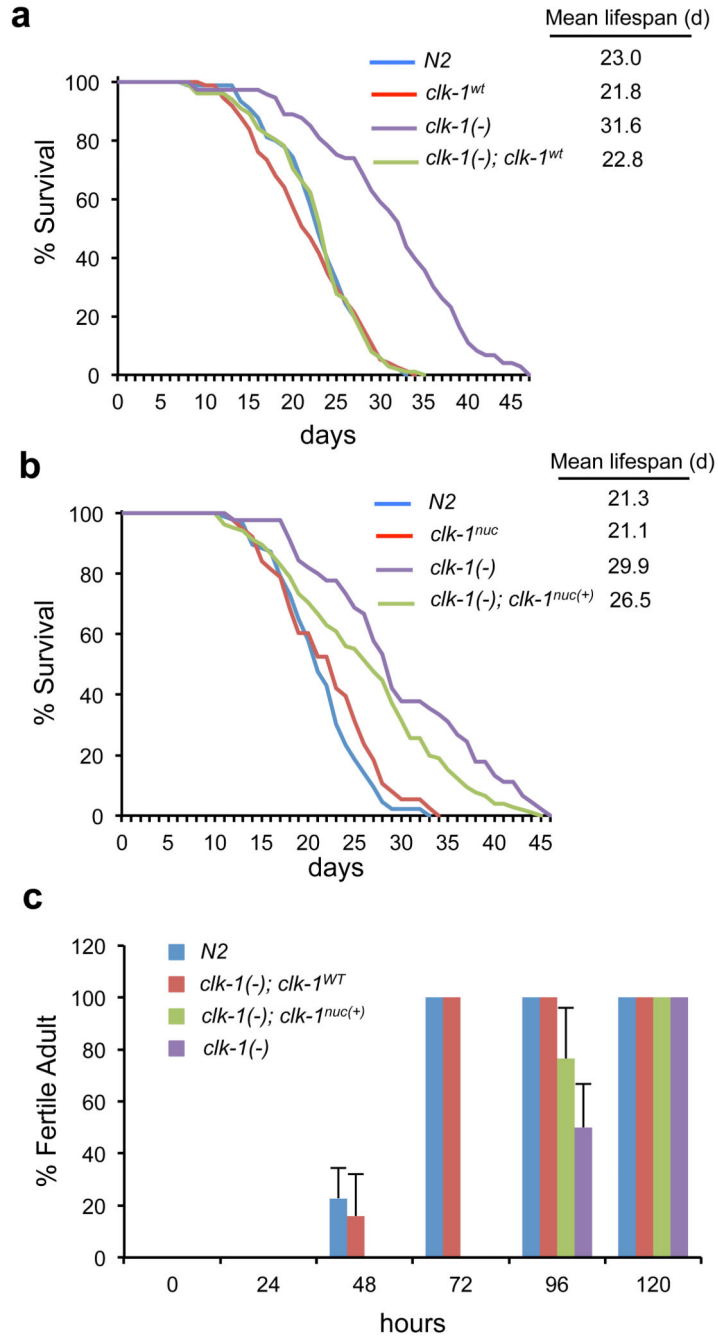 a
Mean lifespan (d)
N2 23.0
clk-1wt 21.8
clk-1(-) 31.6
clk-1(-); clk-1wt 22.8
% Survival
100
80
60
40
20
0
0 5 10 15 20 25 30 35 40 45
days
b
Mean lifespan (d)
N2 21.3
clk-1nuc 21.1
clk-1(-) 29.9
clk-1(-); clk-1nuc(+) 26.5
% Survival
100
80
60
40
20
0
0 5 10 15 20 25 30 35 40 45
days
c
N2
clk-1(-); clk-1WT
clk-1(-); clk-1nuc(+)
clk-1(-)
% Fertile Adult
120
100
80
60
40
20
0
0 24 48 72 96 120
hours